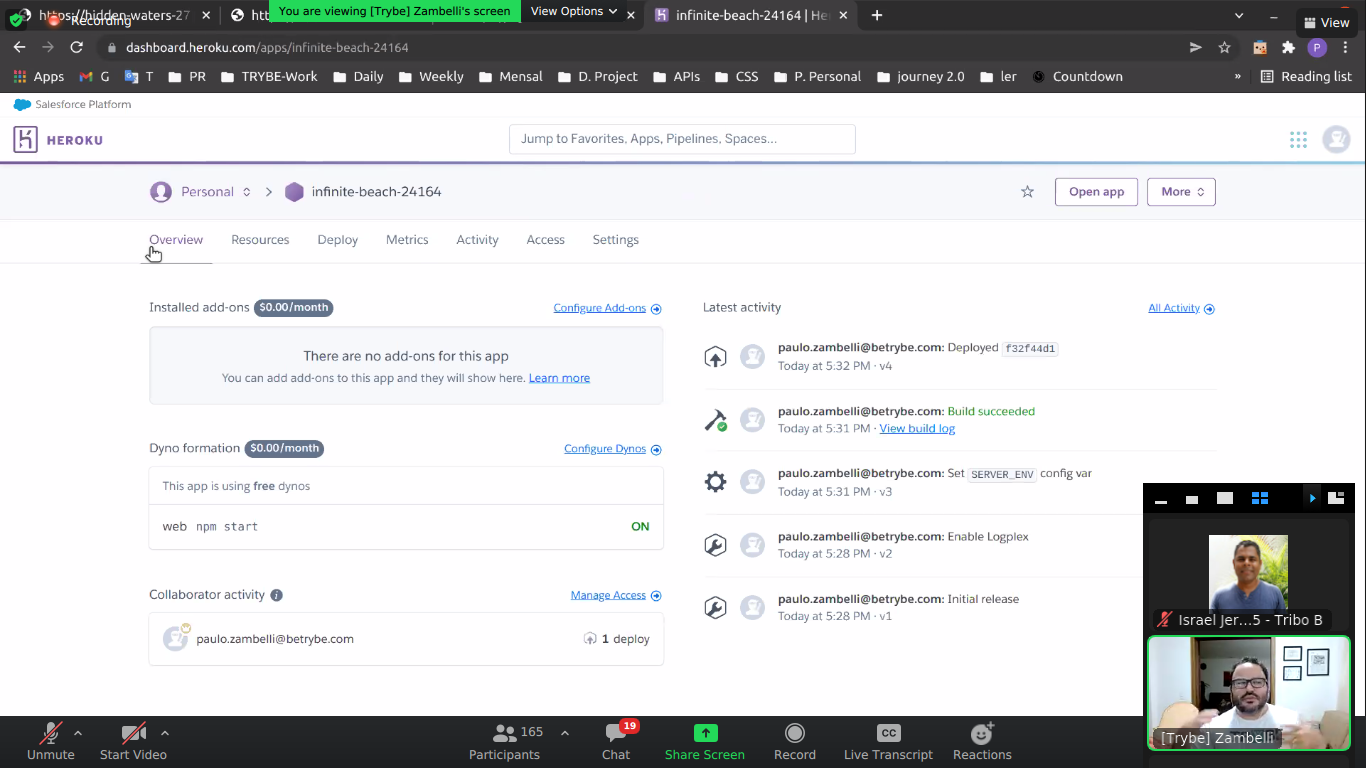 https://hidden-waters-27
Recording
htt
You are viewing [Trybe] Zambelli's screen
View Options
infinite-beach-24164 | He
View
dashboard.heroku.com/apps/infinite-beach-24164
P
Apps
G
T
PR
TRYBE-Work
Daily
Weekly
Mensal
D. Project
APIs
CSS
P. Personal
journey 2.0
ler
Countdown
»
Reading list
Salesforce Platform
HEROKU
Jump to Favorites, Apps, Pipelines, Spaces...
Personal
infinite-beach-24164
Open app
More
Overview
Resources
Deploy
Metrics
Activity
Access
Settings
Installed add-ons $0.00/month
Configure Add-ons
There are no add-ons for this app
You can add add-ons to this app and they will show here. Learn more
Dyno formation $0.00/month
Configure Dynos
This app is using free dynos
web npm start
ON
Collaborator activity
Manage Access
paulo.zambelli@betrybe.com
1 deploy
Latest activity
All Activity
paulo.zambelli@betrybe.com: Deployed f32f44d1
Today at 5:32 PM · v4
paulo.zambelli@betrybe.com: Build succeeded
Today at 5:31 PM · View build log
paulo.zambelli@betrybe.com: Set SERVER_ENV config var
Today at 5:31 PM · v3
paulo.zambelli@betrybe.com: Enable Logplex
Today at 5:28 PM · v2
paulo.zambelli@betrybe.com: Initial release
Today at 5:28 PM · v1
Israel Jer...5 - Tribo B
[Trybe] Zambelli
Unmute
Start Video
165
Participants
19
Chat
Share Screen
Record
CC
Live Transcript
Reactions